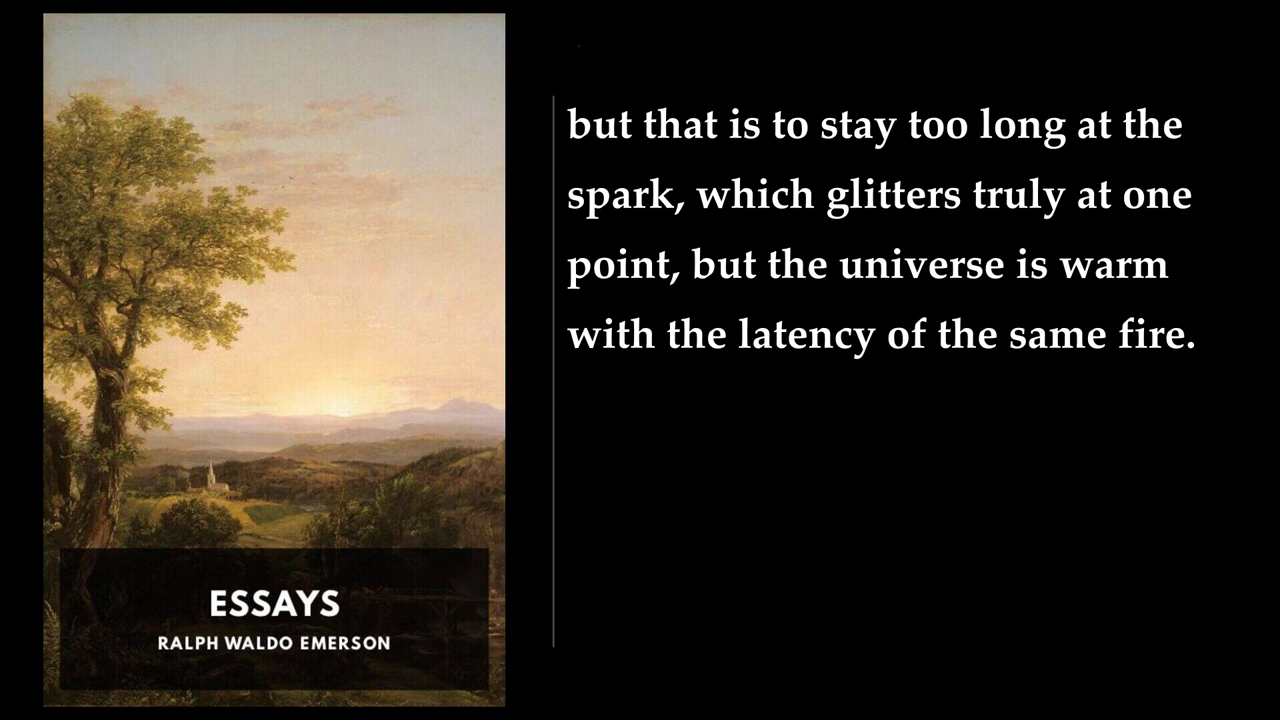 but that is to stay too long at the
spark, which glitters truly at one
point, but the universe is warm
with the latency of the same fire.
ESSAYS
RALPH WALDO EMERSON